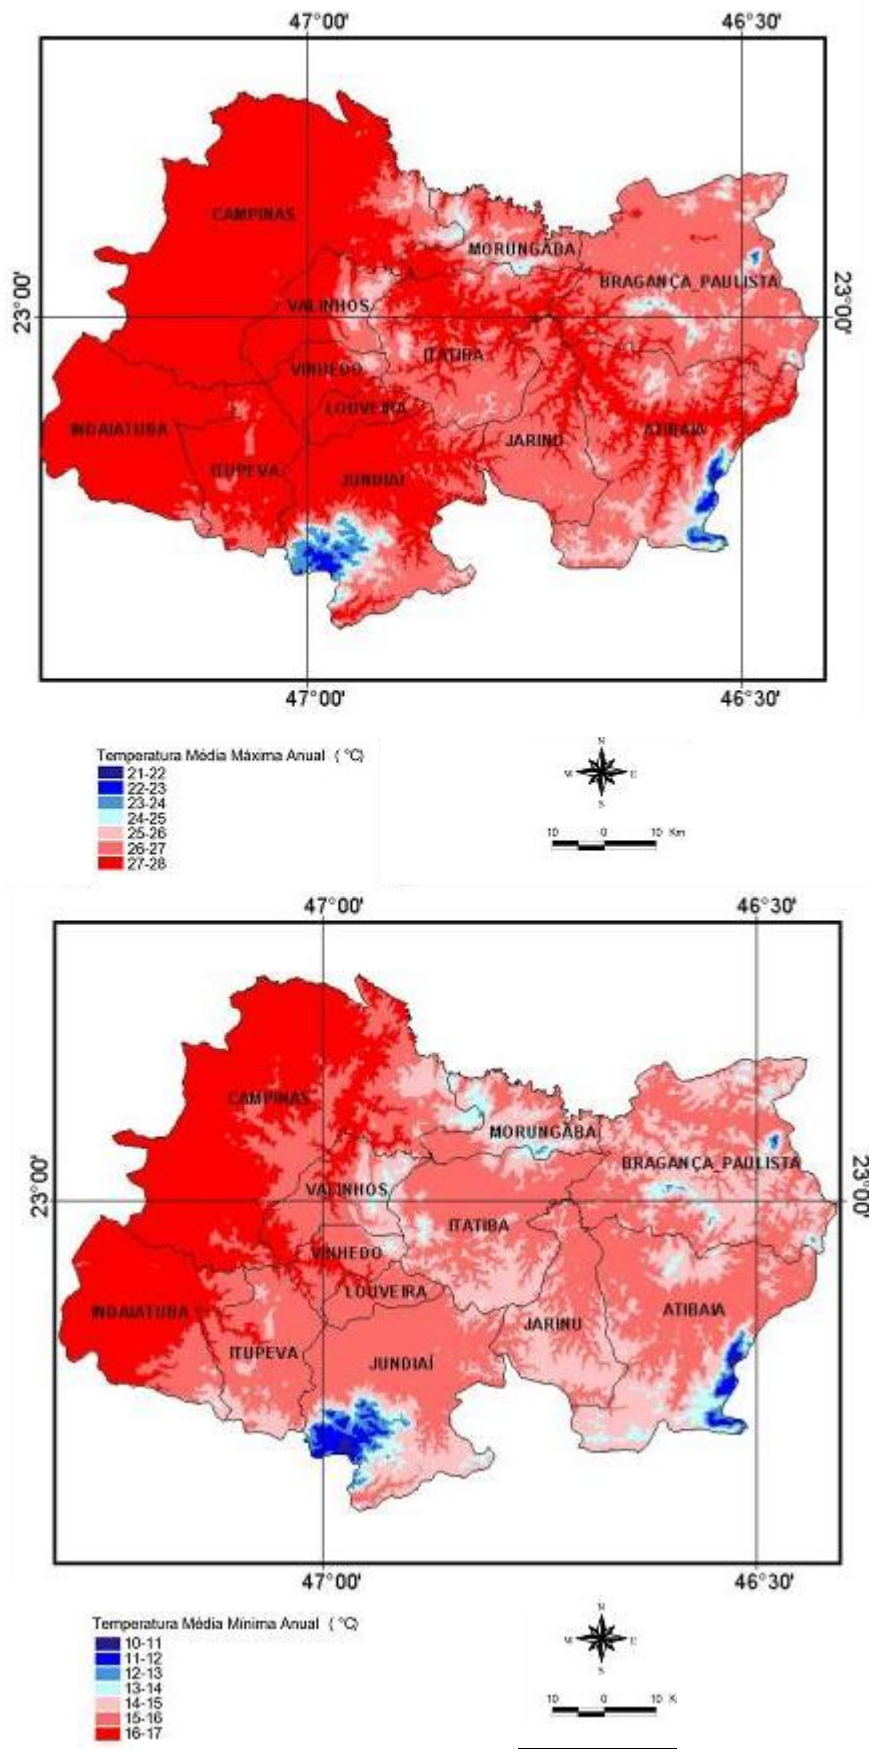 47°00' 46°30'
CAMPINAS
MORUNGABA
BRAGANÇA_PAULISTA
23°00' VALINHOS 23°00'
ITATIBA
VINHEDO
LOUVEIRA
INDAIATUBA ATIBAIA
JARINU
ITUPEVA JUNDIAÍ
47°00' 46°30'
Temperatura Média Máxima Anual ( °C)
21-22
22-23
23-24
24-25
25-26
26-27
27-28
N
W E
S
10 0 10 Km
47°00' 46°30'
CAMPINAS
MORUNGABA
BRAGANÇA_PAULISTA
23°00' VALINHOS 23°00'
ITATIBA
VINHEDO
LOUVEIRA
INDAIATUBA ATIBAIA
JARINU
ITUPEVA JUNDIAÍ
47°00' 46°30'
Temperatura Média Mínima Anual ( °C)
10-11
11-12
12-13
13-14
14-15
15-16
16-17
N
W E
S
10 0 10 K